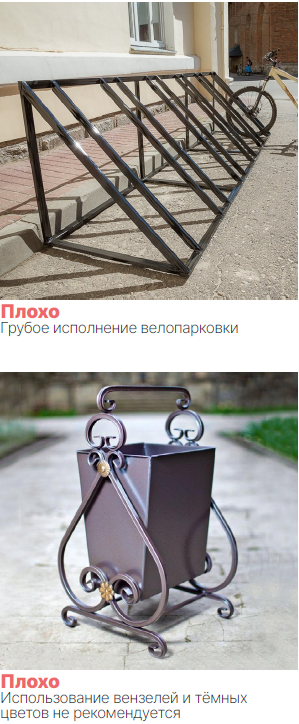 Плохо
Грубое исполнение велопарковки
Плохо
Использование вензелей и тёмных
цветов не рекомендуется